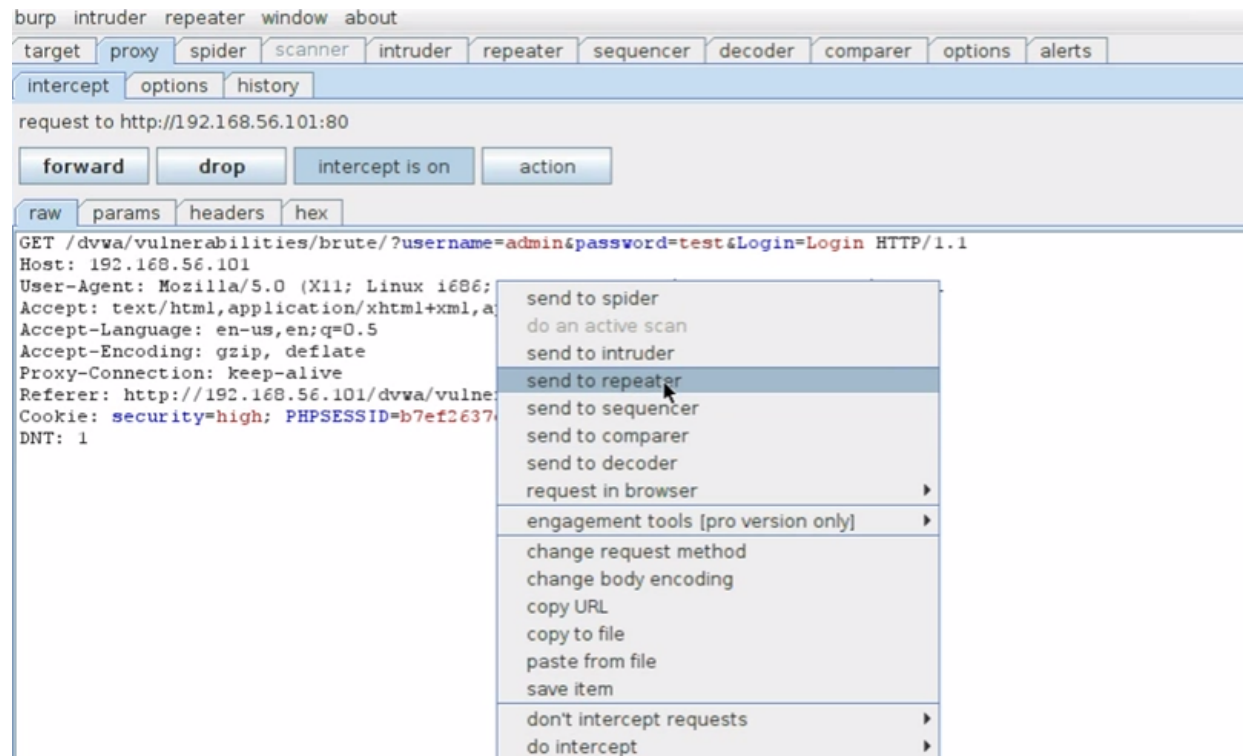 burp intruder repeater window about
target proxy spider scanner intruder repeater sequencer decoder comparer options alerts
intercept options history
request to http://192.168.56.101:80
forward drop intercept is on action
raw params headers hex
GET /dvwa/vulnerabilities/brute/?username=admin&password=test&Login=Login HTTP/1.1
Host: 192.168.56.101
User-Agent: Mozilla/5.0 (X11; Linux i686;
Accept: text/html,application/xhtml+xml,a
Accept-Language: en-us,en;q=0.5
Accept-Encoding: gzip, deflate
Proxy-Connection: keep-alive
Referer: http://192.168.56.101/dvwa/vulne
Cookie: security=high; PHPSESSID=b7ef2637
DNT: 1
send to spider
do an active scan
send to intruder
send to repeater
send to sequencer
send to comparer
send to decoder
request in browser
engagement tools [pro version only]
change request method
change body encoding
copy URL
copy to file
paste from file
save item
don't intercept requests
do intercept